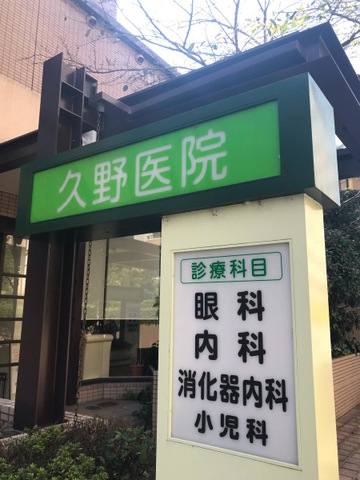 久野医院
診療科目
眼科
内科
消化器内科
小児科